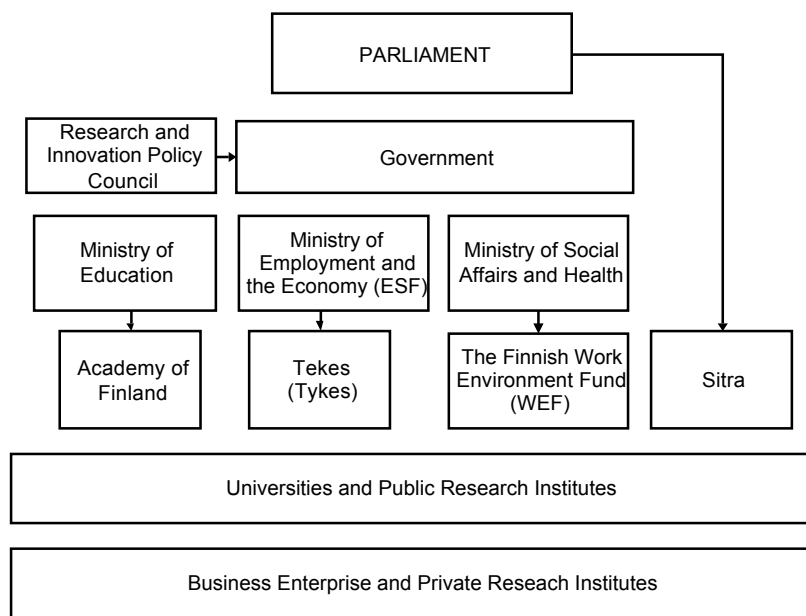 PARLIAMENT
Research and
Innovation Policy
Council
Government
Ministry of
Education
Ministry of
Employment and
the Economy (ESF)
Ministry of Social
Affairs and Health
Academy of
Finland
Tekes
(Tykes)
The Finnish Work
Environment Fund
(WEF)
Sitra
Universities and Public Research Institutes
Business Enterprise and Private Reseach Institutes